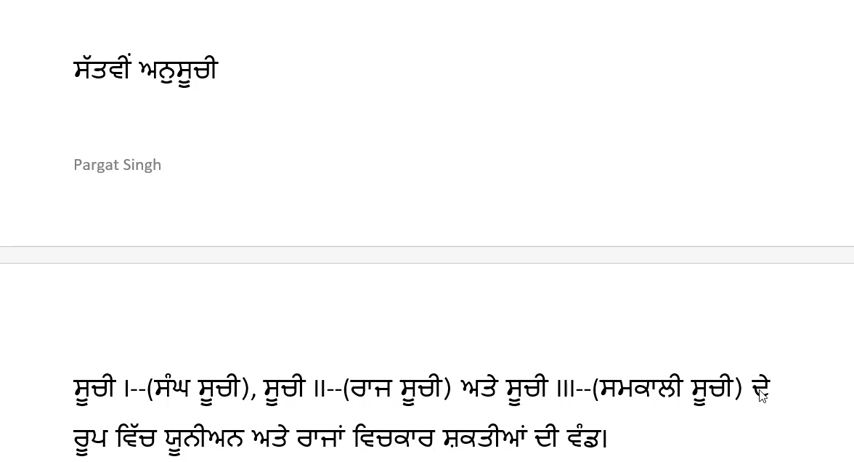 ਸੱਤਵੀਂ ਅਨੁਸੂਚੀ
Pargat Singh
ਸੂਚੀ I--(ਸੰਘ ਸੂਚੀ), ਸੂਚੀ II--(ਰਾਜ ਸੂਚੀ) ਅਤੇ ਸੂਚੀ III--(ਸਮਕਾਲੀ ਸੂਚੀ) ਦੇ
ਰੂਪ ਵਿੱਚ ਯੂਨੀਅਨ ਅਤੇ ਰਾਜਾਂ ਵਿਚਕਾਰ ਸ਼ਕਤੀਆਂ ਦੀ ਵੰਡ।